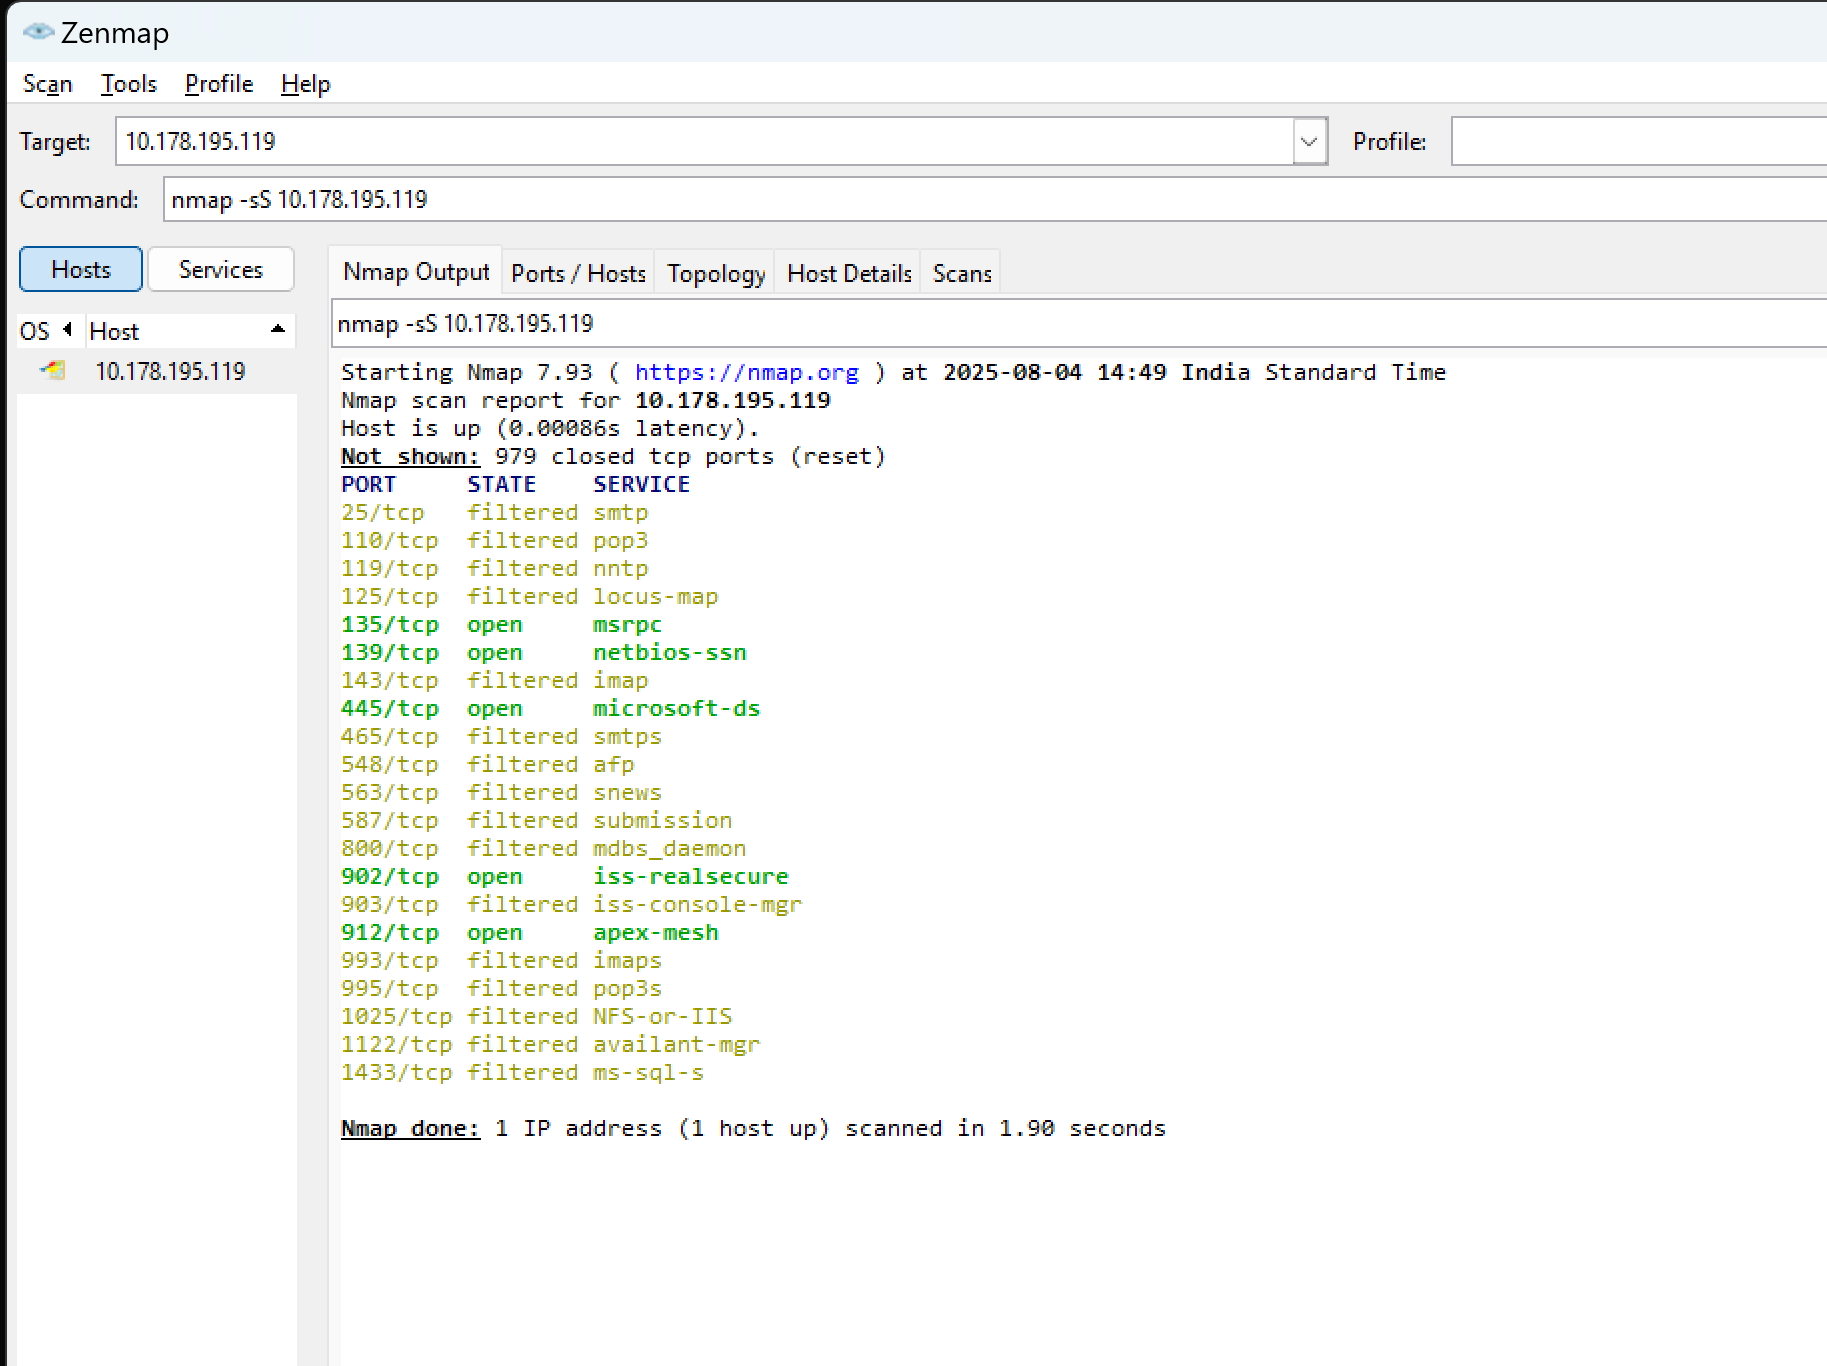 Zenmap
Scan Tools Profile Help
Target: 10.178.195.119 Profile:
Command: nmap -sS 10.178.195.119
Hosts Services
Nmap Output Ports / Hosts Topology Host Details Scans
OS Host
10.178.195.119
nmap -sS 10.178.195.119
Starting Nmap 7.93 ( https://nmap.org ) at 2025-08-04 14:49 India Standard Time
Nmap scan report for 10.178.195.119
Host is up (0.00086s latency).
Not shown: 979 closed tcp ports (reset)
PORT STATE SERVICE
25/tcp filtered smtp
110/tcp filtered pop3
119/tcp filtered nntp
125/tcp filtered locus-map
135/tcp open msrpc
139/tcp open netbios-ssn
143/tcp filtered imap
445/tcp open microsoft-ds
465/tcp filtered smtps
548/tcp filtered afp
563/tcp filtered snews
587/tcp filtered submission
800/tcp filtered mdbs_daemon
902/tcp open iss-realsecure
903/tcp filtered iss-console-mgr
912/tcp open apex-mesh
993/tcp filtered imaps
995/tcp filtered pop3s
1025/tcp filtered NFS-or-IIS
1122/tcp filtered availant-mgr
1433/tcp filtered ms-sql-s
Nmap done: 1 IP address (1 host up) scanned in 1.90 seconds